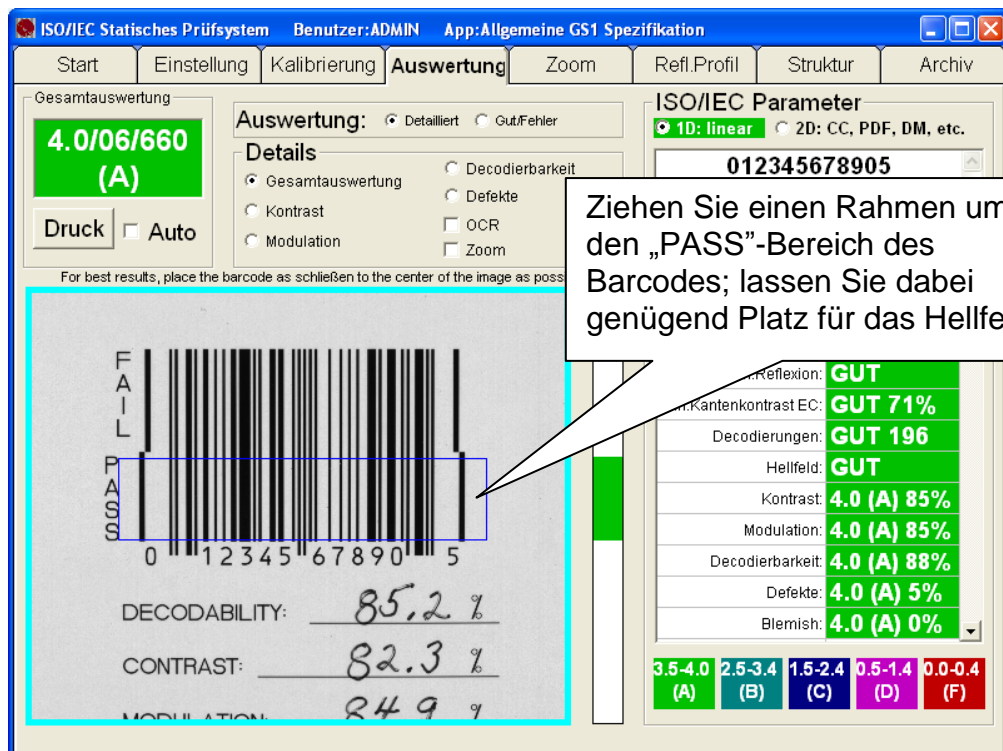 ISO/IEC Statisches Prüfsystem Benutzer:ADMIN App:Allgemeine GS1 Spezifikation
Start Einstellung Kalibrierung Auswertung Zoom Refl.Profil Struktur Archiv
Gesamtauswertung
4.0/06/660
(A)
Druck Auto
Auswertung: Detailliert Gut/Fehler
Details
Gesamtauswertung
Kontrast
Modulation
Decodierbarkeit
Defekte
OCR
Zoom
ISO/IEC Parameter
1D: linear 2D: CC, PDF, DM, etc.
012345678905
Ziehen Sie einen Rahmen um
den „PASS”-Bereich des
Barcodes; lassen Sie dabei
genügend Platz für das Hellfe
For best results, place the barcode as schließen to the center of the image as poss
FAIL
PASS
0 12345 67890 5
DECODABILITY: 85.2 %
CONTRAST: 82.3 %
MODULATION: 84.9 %
.Reflexion: GUT
.Kantenkontrast EC: GUT 71%
Decodierungen: GUT 196
Hellfeld: GUT
Kontrast: 4.0 (A) 85%
Modulation: 4.0 (A) 85%
Decodierbarkeit: 4.0 (A) 88%
Defekte: 4.0 (A) 5%
Blemish: 4.0 (A) 0%
3.5-4.0 2.5-3.4 1.5-2.4 0.5-1.4 0.0-0.4
(A) (B) (C) (D) (F)